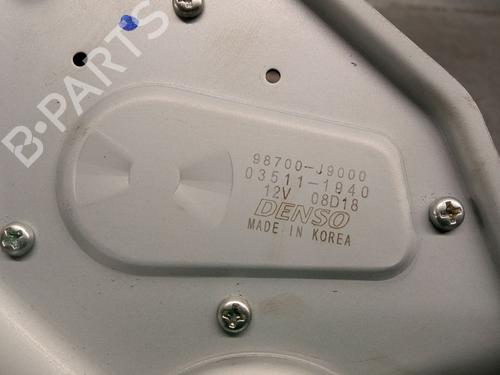 B-PARTS
98700-J9000
03511-1940
12V 08D18
DENSO
MADE IN KOREA